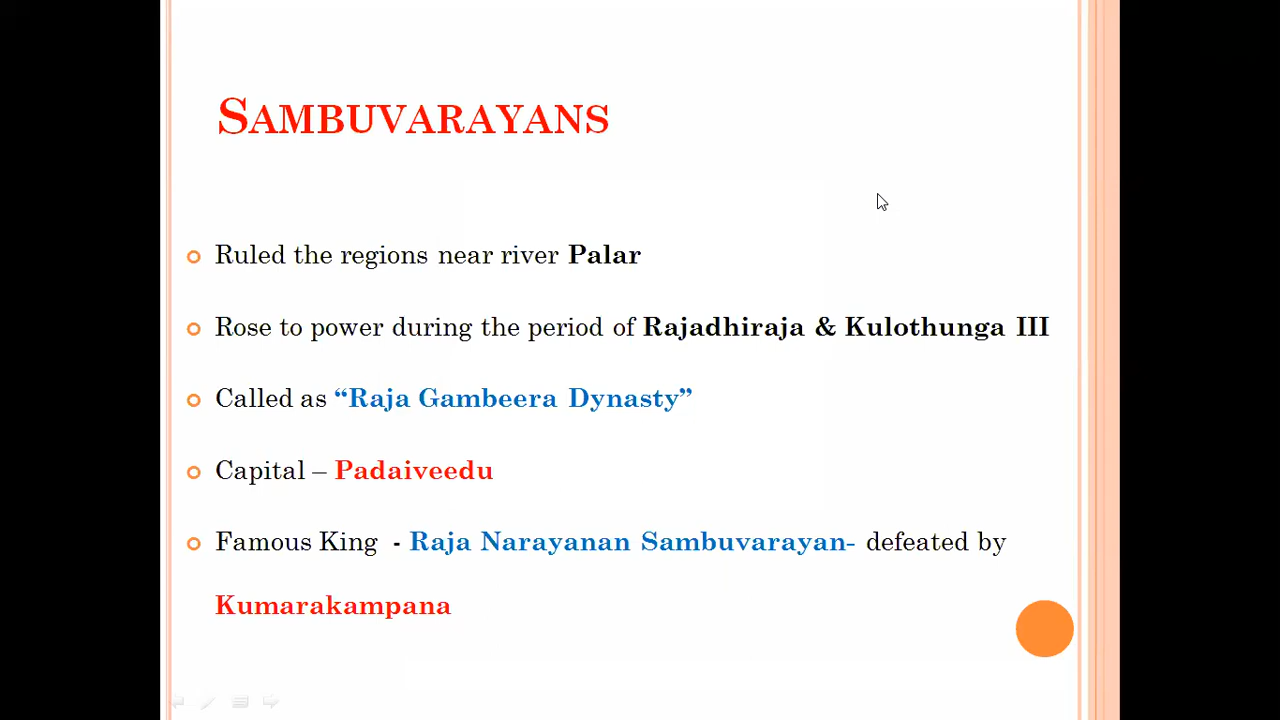 SAMBUVARAYANS
Ruled the regions near river Palar
Rose to power during the period of Rajadhiraja & Kulothunga III
Called as “Raja Gambeera Dynasty”
Capital – Padaiveedu
Famous King - Raja Narayanan Sambuvarayan- defeated by
Kumarakampana